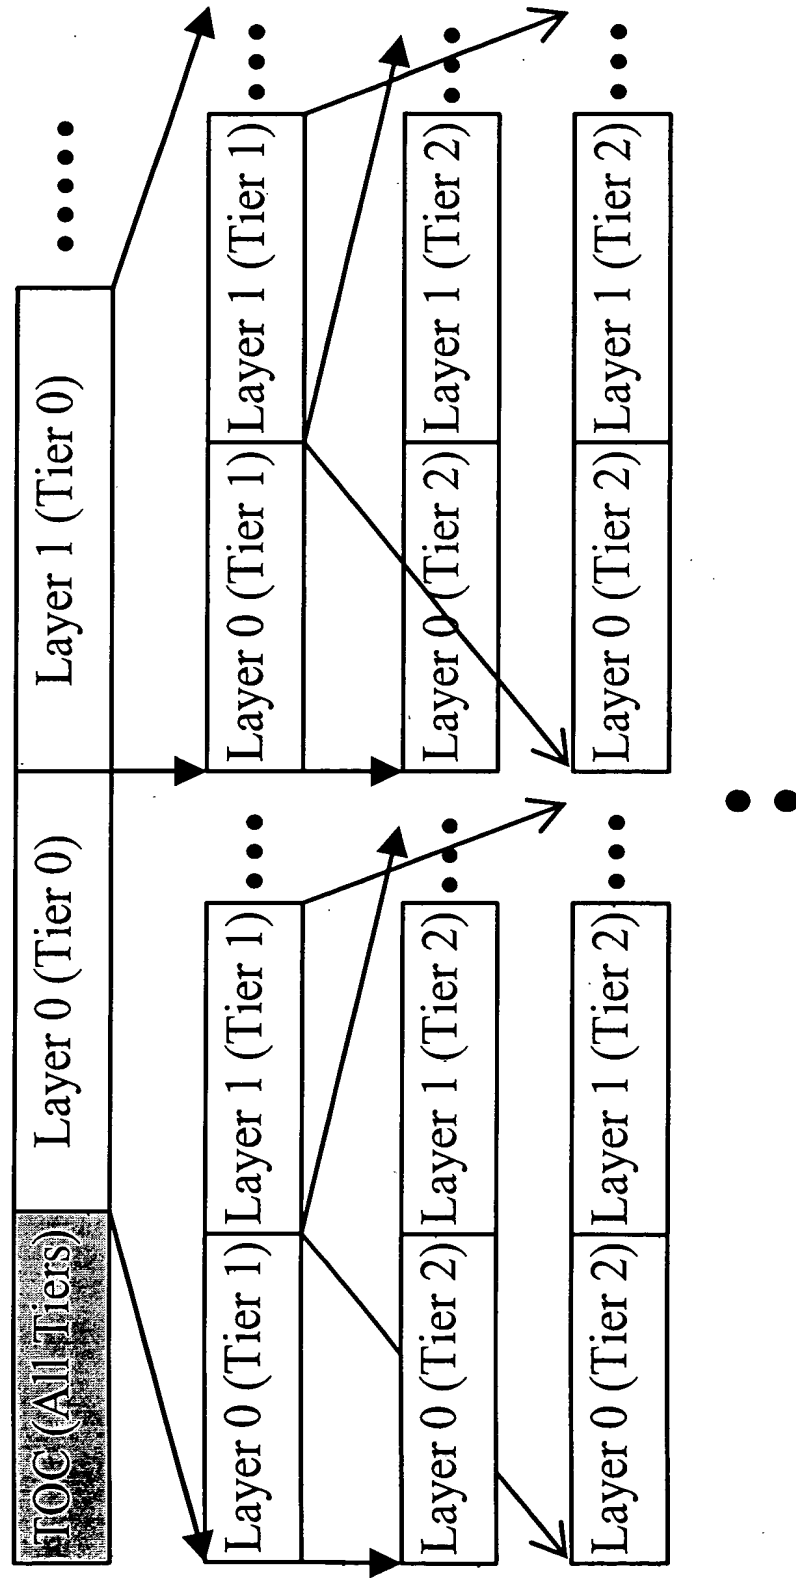 TOC (All Tiers)
Layer 0 (Tier 0)
Layer 1 (Tier 0)
Layer 0 (Tier 1)
Layer 1 (Tier 1)
Layer 0 (Tier 1)
Layer 1 (Tier 1)
Layer 0 (Tier 2)
Layer 1 (Tier 2)
Layer 0 (Tier 2)
Layer 1 (Tier 2)
Layer 0 (Tier 2)
Layer 1 (Tier 2)
Layer 0 (Tier 2)
Layer 1 (Tier 2)